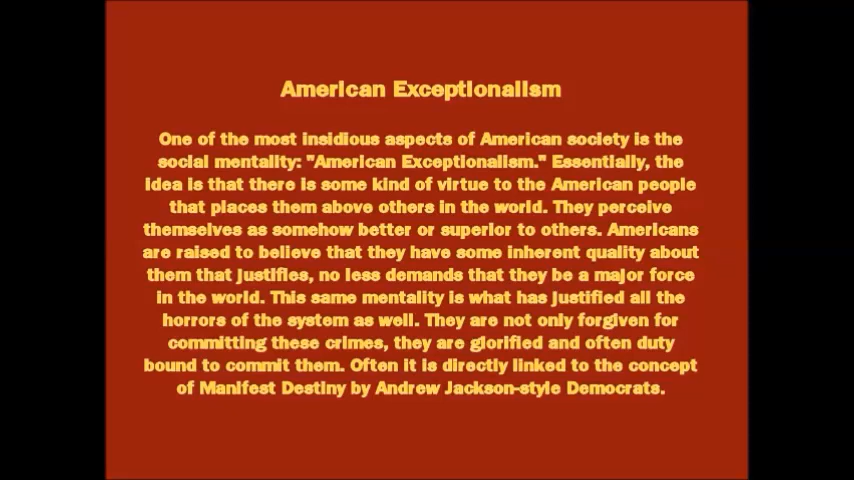 American Exceptionalism
One of the most insidious aspects of American society is the
social mentality: "American Exceptionalism." Essentially, the
idea is that there is some kind of virtue to the American people
that places them above others in the world. They perceive
themselves as somehow better or superior to others. Americans
are raised to believe that they have some inherent quality about
them that justifies, no less demands that they be a major force
in the world. This same mentality is what has justified all the
horrors of the system as well. They are not only forgiven for
committing these crimes, they are glorified and often duty
bound to commit them. Often it is directly linked to the concept
of Manifest Destiny by Andrew Jackson-style Democrats.